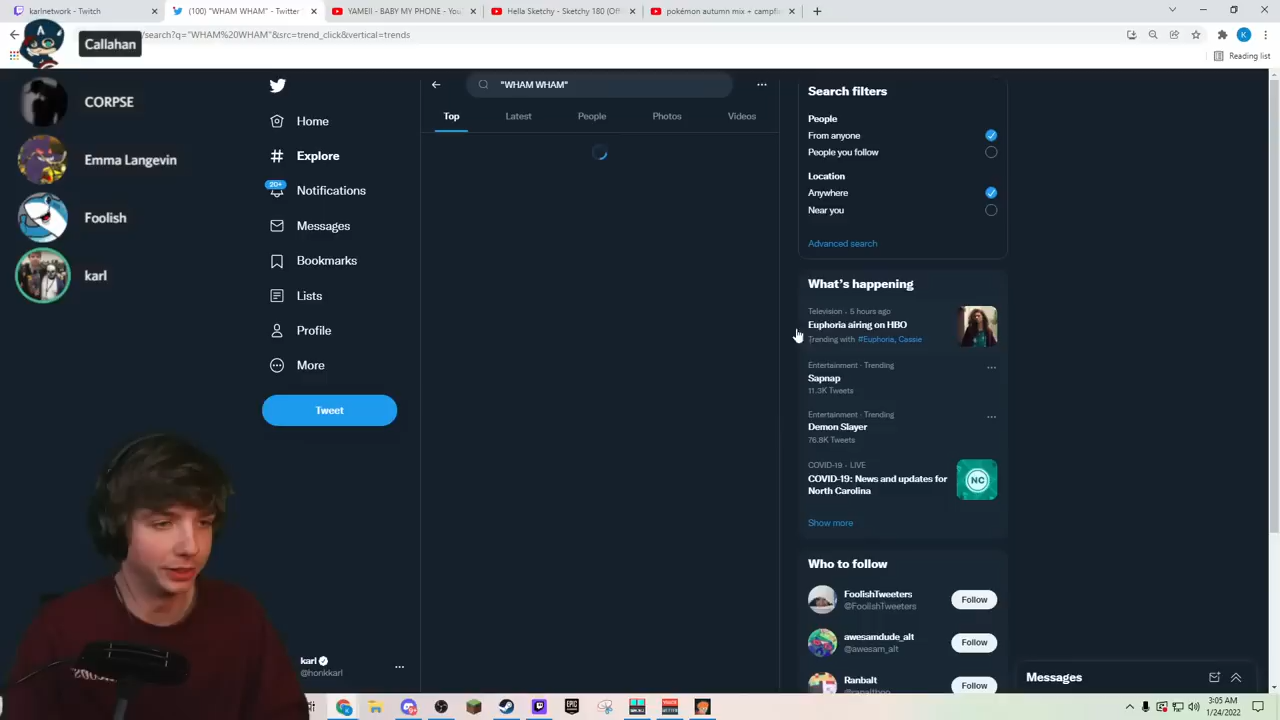 karlnetwork - Twitch
(100) "WHAM WHAM" - Twitter
YAMEII - BABY MY PHONE - You
Hella Sketchy - Sketchy 180 (Off
pokémon autumn mix + campfi
/search?q="WHAM%20WHAM"&src=trend_click&vertical=trends
K
Reading list
Callahan
CORPSE
Emma Langevin
Foolish
karl
Home
Explore
20+
Notifications
Messages
Bookmarks
Lists
Profile
More
Tweet
karl
@honkkarl
"WHAM WHAM"
Top
Latest
People
Photos
Videos
Search filters
People
From anyone
People you follow
Location
Anywhere
Near you
Advanced search
What's happening
Television · 5 hours ago
Euphoria airing on HBO
Trending with #Euphoria, Cassie
Entertainment · Trending
Sapnap
11.3K Tweets
Entertainment · Trending
Demon Slayer
76.8K Tweets
COVID-19 · LIVE
COVID-19: News and updates for
North Carolina
NC
Show more
Who to follow
FoolishTweeters
@FoolishTweeters
Follow
awesamdude_alt
@awesam_alt
Follow
Ranbalt
Follow
Messages
EPIC
3:05 AM
1/24/2022